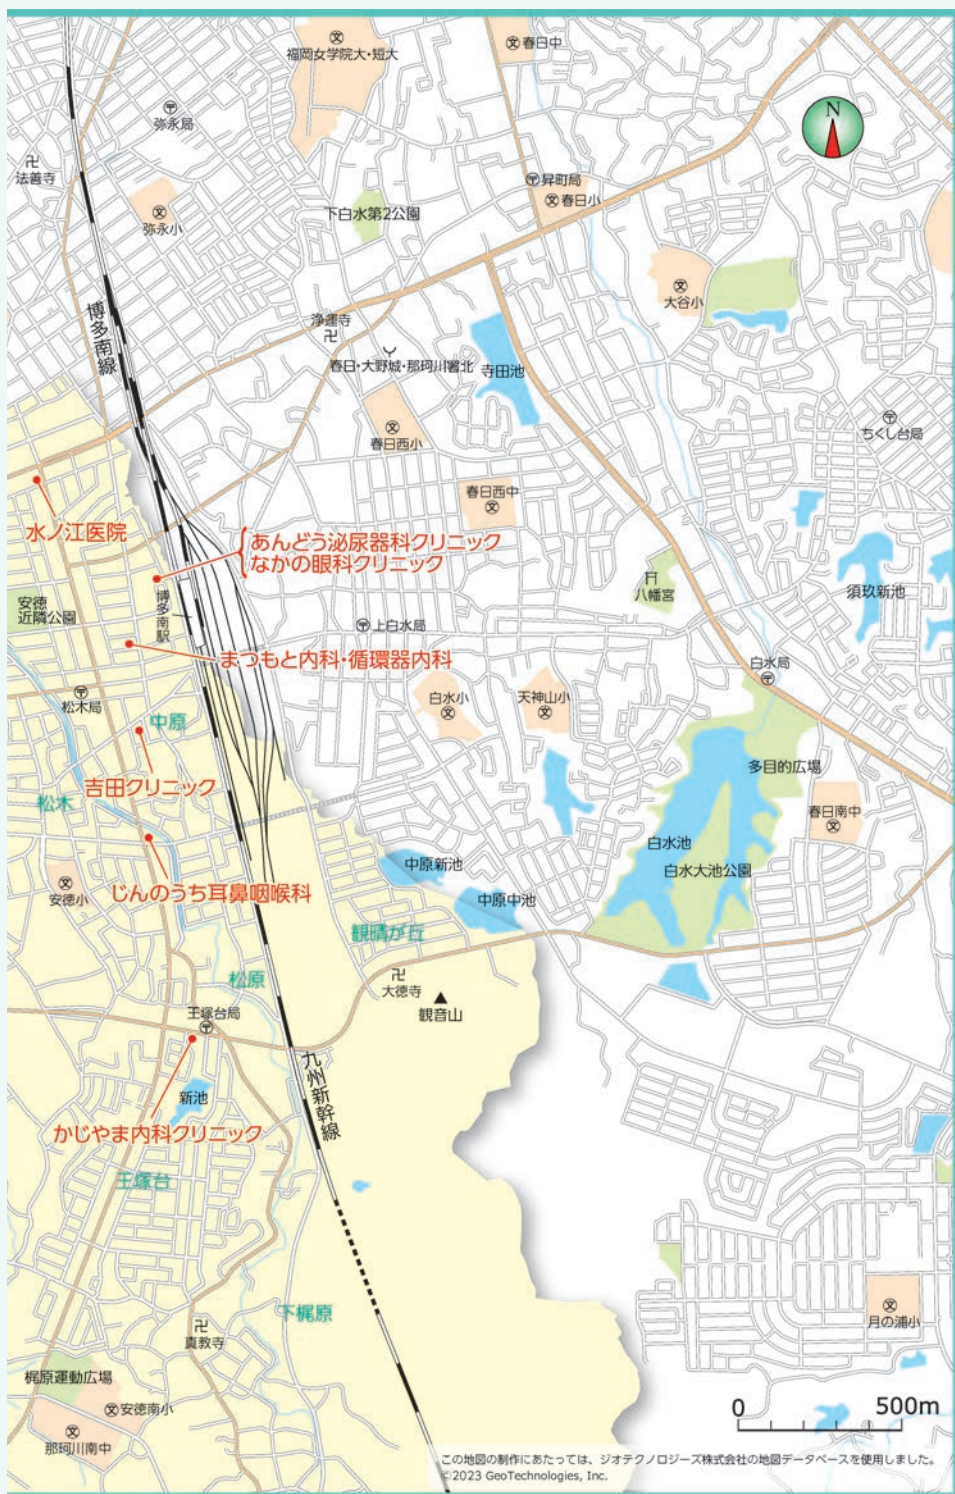 福岡女学院大・短大
春日中
N
弥永局
法善寺
昇町局
春日小
弥永小
下白水第2公園
大谷小
博多南線
浄運寺
春日・大野城・那珂川署北
寺田池
ちくし台局
春日西小
春日西中
水ノ江医院
あんどう泌尿器科クリニック
なかの眼科クリニック
安徳
近隣公園
博多南駅
八幡宮
須玖新池
上白水局
まつもと内科・循環器内科
白水局
松木局
中原
白水小
天神山小
多目的広場
吉田クリニック
松木
春日南中
白水池
中原新池
白水大池公園
安徳小
じんのうち耳鼻咽喉科
中原中池
観晴が丘
松原
大徳寺
王塚台局
観音山
九州新幹線
新池
かじやま内科クリニック
王塚台
下梶原
月の浦小
真教寺
梶原運動広場
安徳南小
那珂川南中
0 500m
この地図の制作にあたっては、ジオテクノロジーズ株式会社の地図データベースを使用しました。
©2023 GeoTechnologies, Inc.